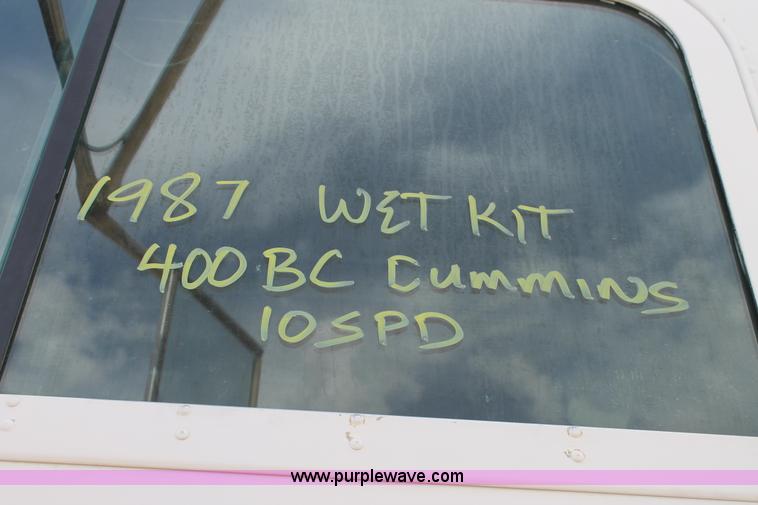 1987 WET KIT
400 BC Cummins
10SPD
www.purplewave.com